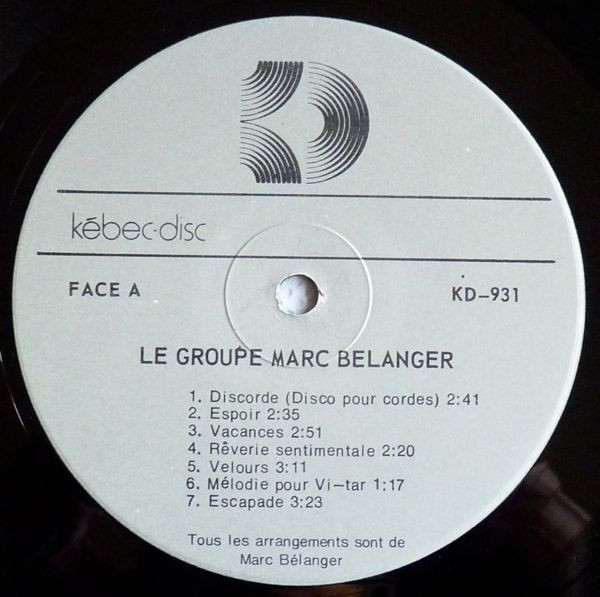 kébec-disc
FACE A
KD-931
LE GROUPE MARC BELANGER
1. Discorde (Disco pour cordes) 2:41
2. Espoir 2:35
3. Vacances 2:51
4. Rêverie sentimentale 2:20
5. Velours 3:11
6. Mélodie pour Vi-tar 1:17
7. Escapade 3:23
Tous les arrangements sont de
Marc Bélanger